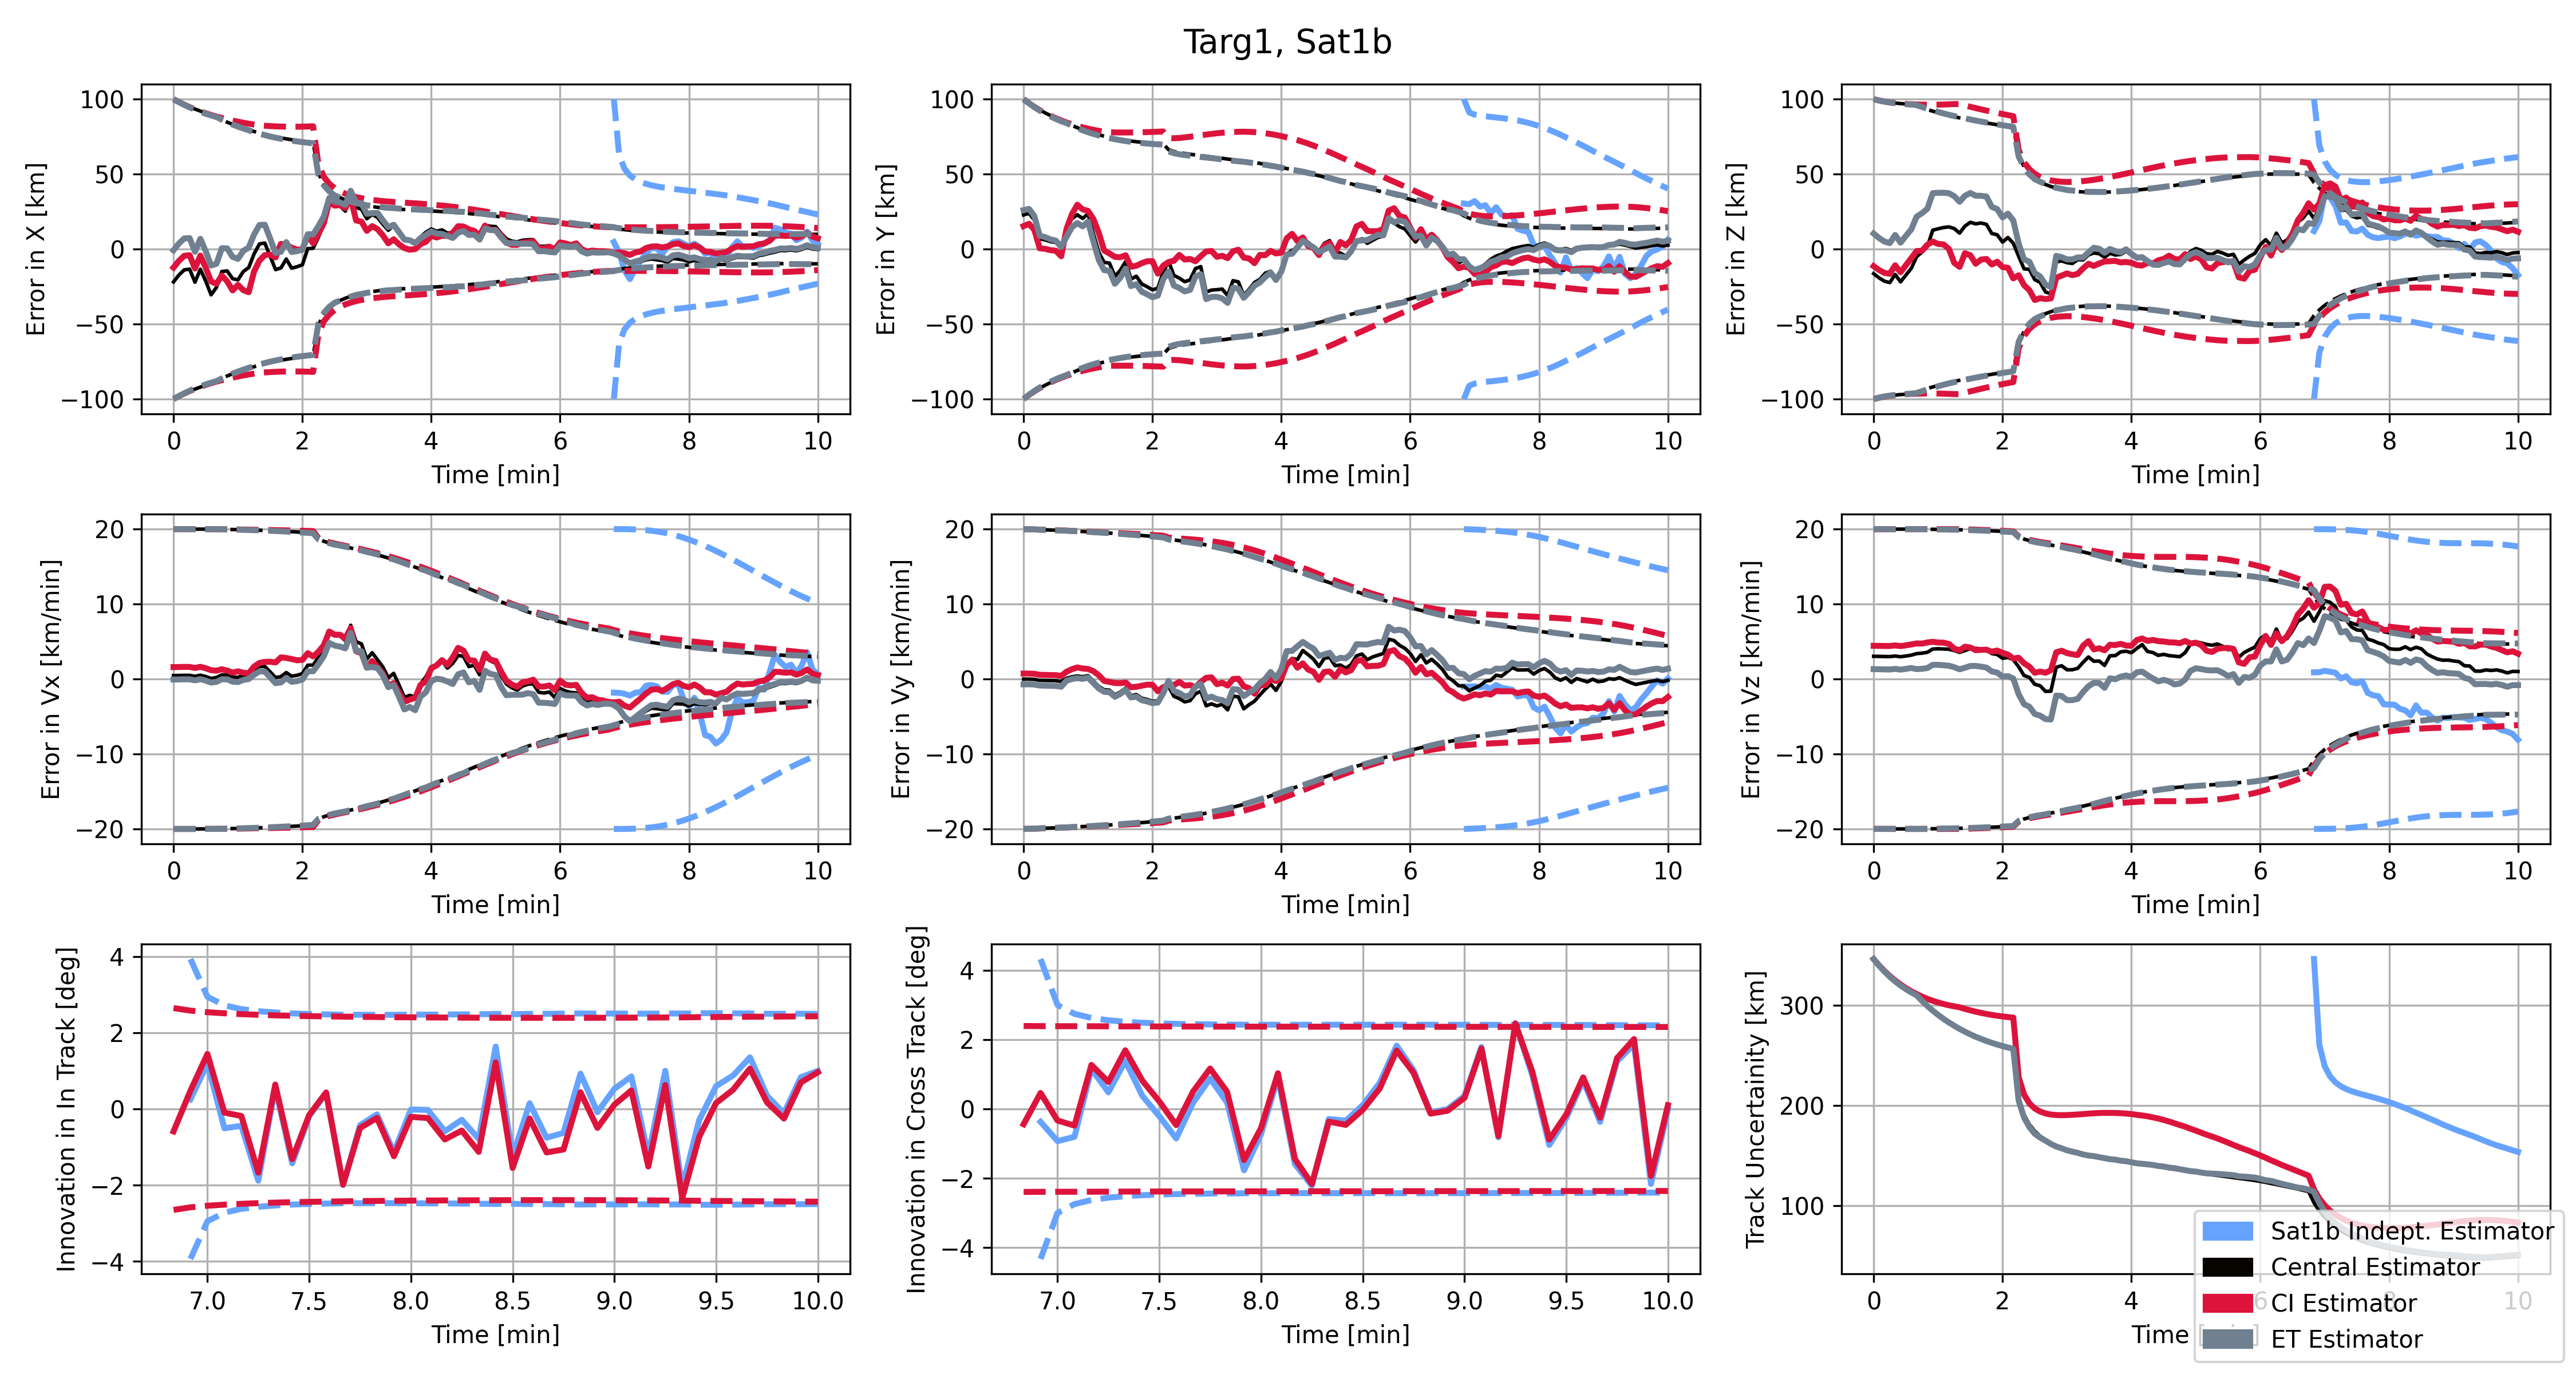 Targ1, Sat1b
Error in X [km]
100
50
0
−50
−100
0 2 4 6 8 10
Time [min]
Error in Y [km]
100
50
0
−50
−100
0 2 4 6 8 10
Time [min]
Error in Z [km]
100
50
0
−50
−100
0 2 4 6 8 10
Time [min]
Error in Vx [km/min]
20
10
0
−10
−20
0 2 4 6 8 10
Time [min]
Error in Vy [km/min]
20
10
0
−10
−20
0 2 4 6 8 10
Time [min]
Error in Vz [km/min]
20
10
0
−10
−20
0 2 4 6 8 10
Time [min]
Innovation in In Track [deg]
4
2
0
−2
−4
7.0 7.5 8.0 8.5 9.0 9.5 10.0
Time [min]
Innovation in Cross Track [deg]
4
2
0
−2
−4
7.0 7.5 8.0 8.5 9.0 9.5 10.0
Time [min]
Track Uncertainity [km]
300
200
100
0 2 4 6 8 10
Time
Sat1b Indept. Estimator
Central Estimator
CI Estimator
ET Estimator